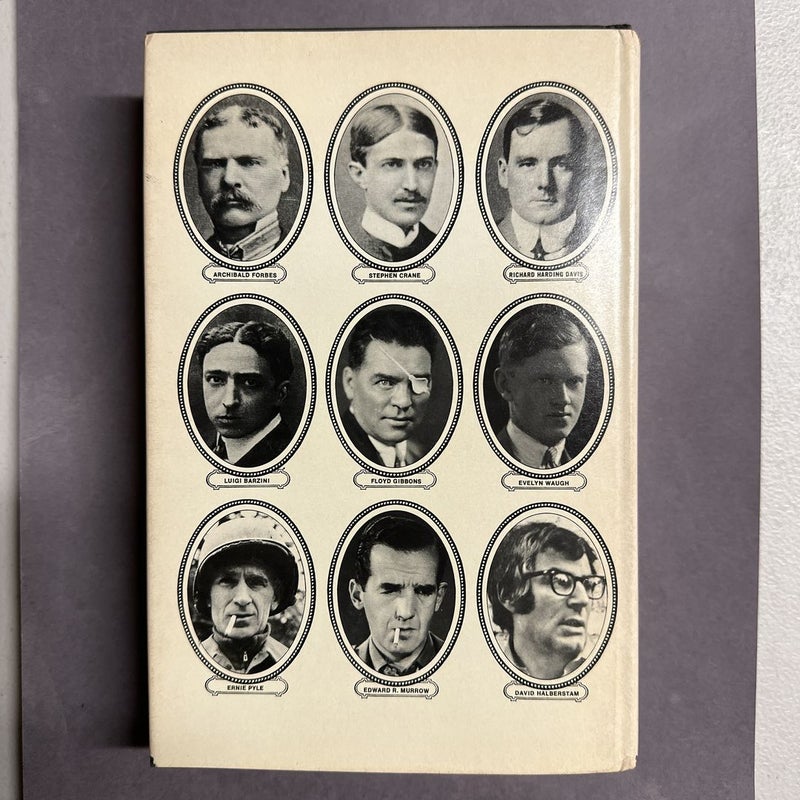 ARCHIBALD FORBES
STEPHEN CRANE
RICHARD HARDING DAVIS
LUIGI BARZINI
FLOYD GIBBONS
EVELYN WAUGH
ERNIE PYLE
EDWARD R. MURROW
DAVID HALBERSTAM